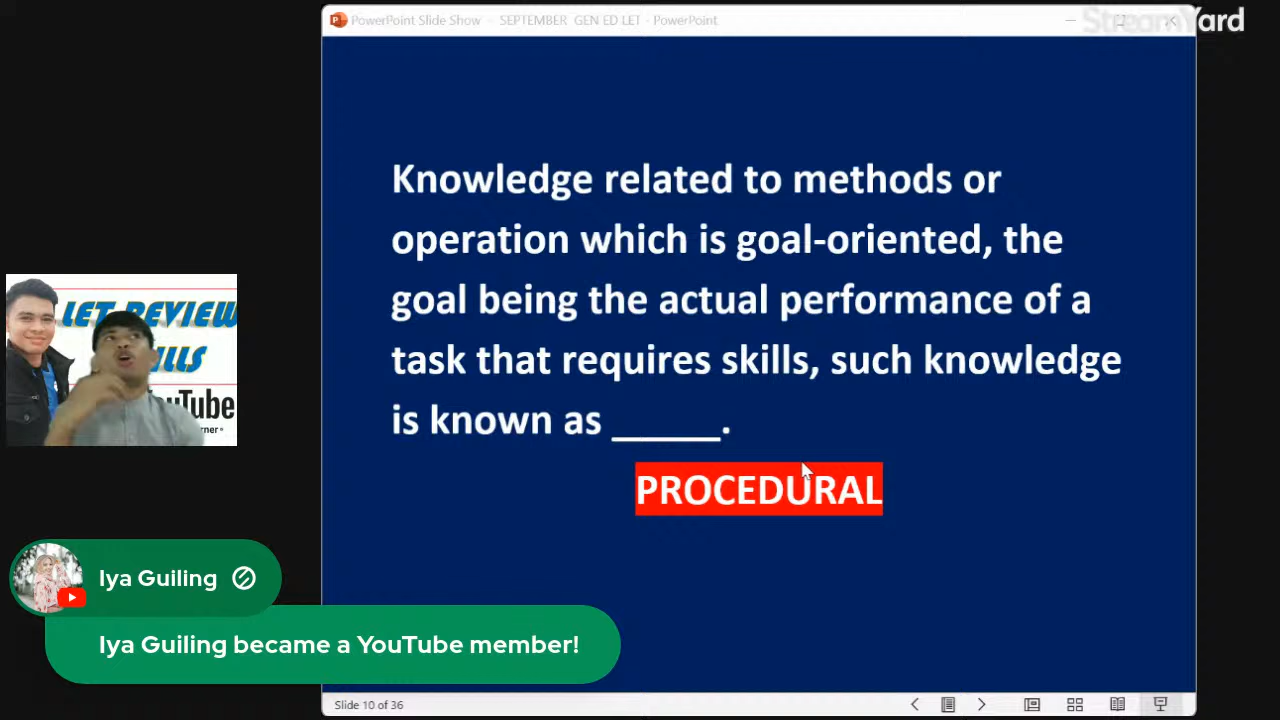 PowerPoint Slide Show - SEPTEMBER GEN ED LET - PowerPoint
StreamYard
Knowledge related to methods or
operation which is goal-oriented, the
goal being the actual performance of a
task that requires skills, such knowledge
is known as _____.
PROCEDURAL
LET REVIEW
Iya Guiling
Iya Guiling became a YouTube member!
Slide 10 of 36